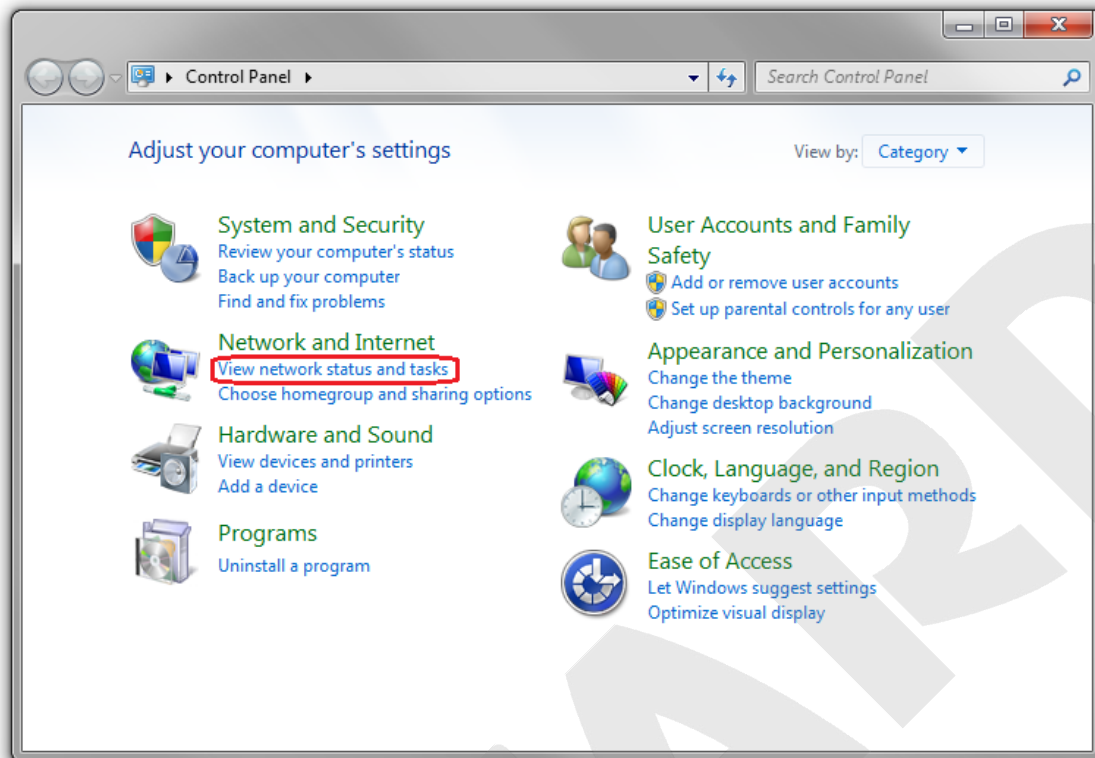 Control Panel
Search Control Panel
Adjust your computer's settings
View by: Category
System and Security
Review your computer's status
Back up your computer
Find and fix problems
Network and Internet
View network status and tasks
Choose homegroup and sharing options
Hardware and Sound
View devices and printers
Add a device
Programs
Uninstall a program
User Accounts and Family
Safety
Add or remove user accounts
Set up parental controls for any user
Appearance and Personalization
Change the theme
Change desktop background
Adjust screen resolution
Clock, Language, and Region
Change keyboards or other input methods
Change display language
Ease of Access
Let Windows suggest settings
Optimize visual display